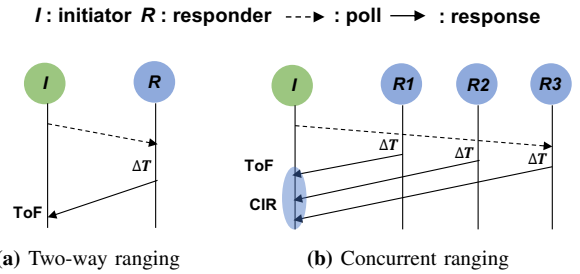 I : initiator R : responder : poll : response
I R I R1 R2 R3
ΔT ΔT ΔT ΔT
ToF
CIR
ToF
(a) Two-way ranging (b) Concurrent ranging